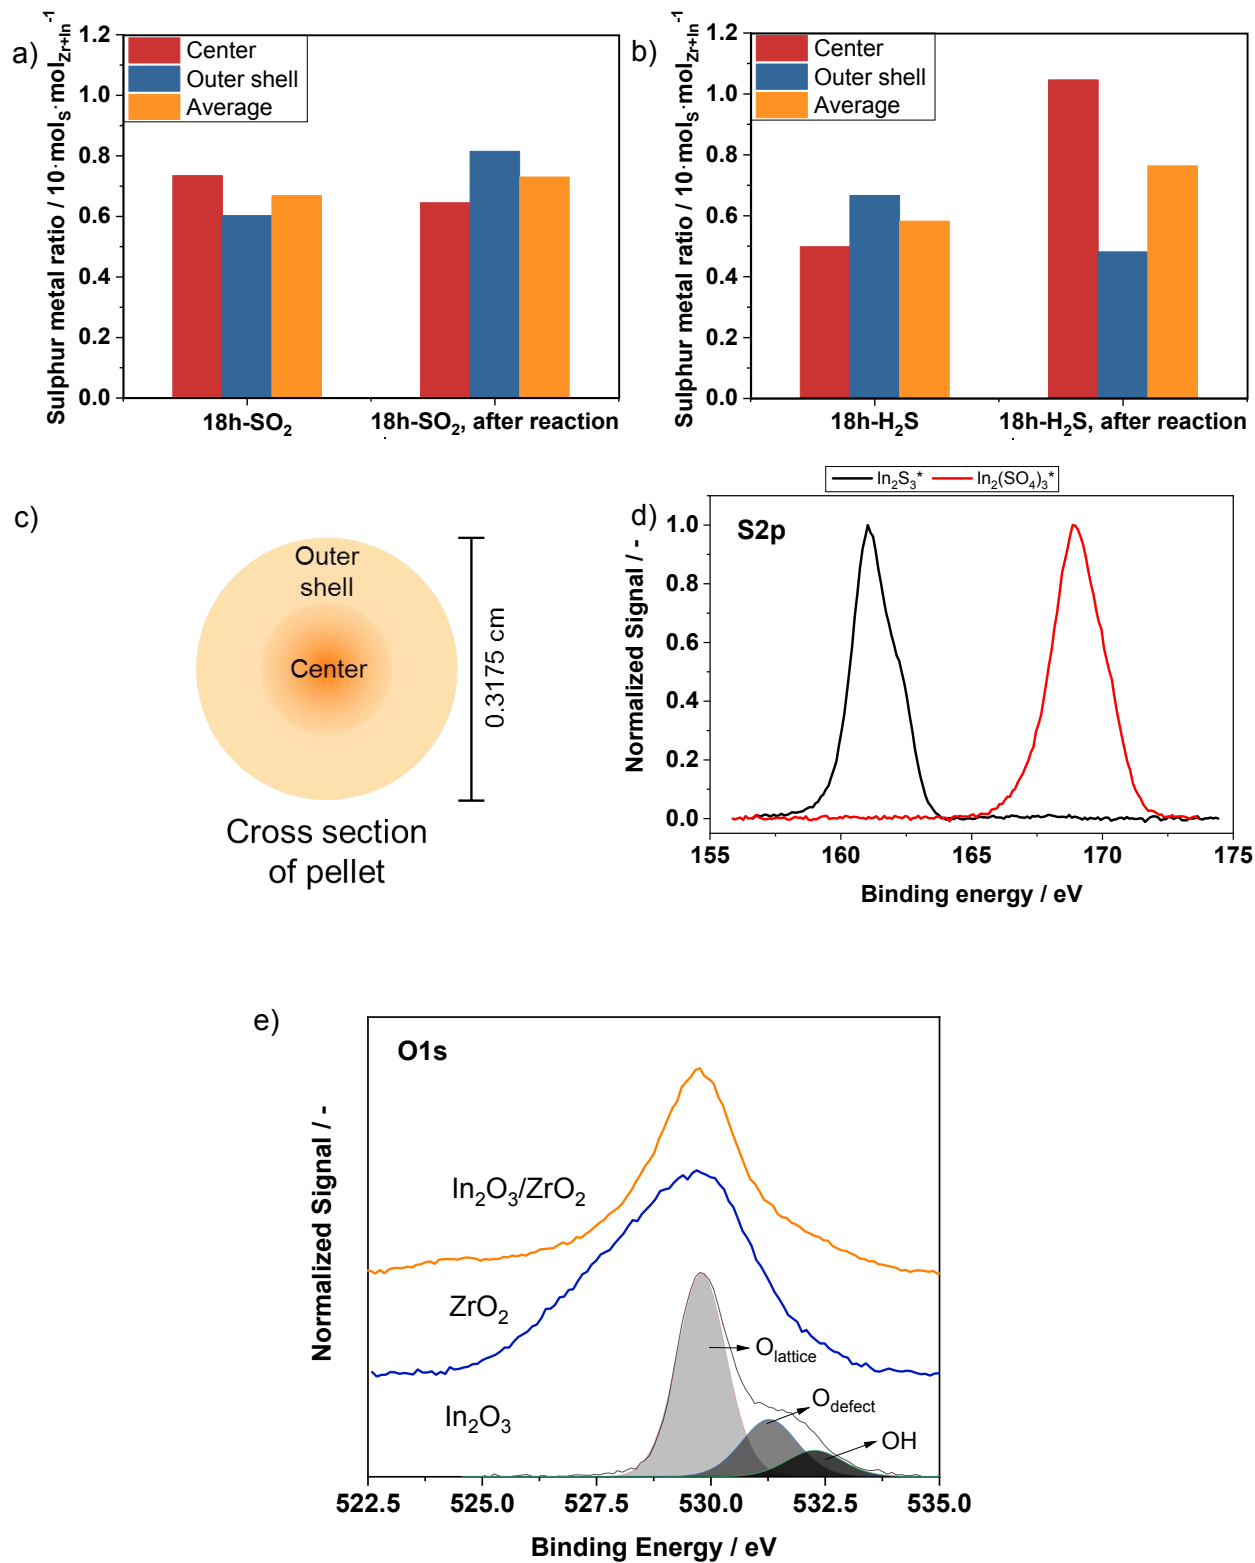 a)
Sulphur metal ratio / 10·mol_S·mol_Zr+In^-1
1.2
1.0
0.8
0.6
0.4
0.2
0.0
Center
Outer shell
Average
18h-SO₂
18h-SO₂, after reaction
b)
Sulphur metal ratio / 10·mol_S·mol_Zr+In^-1
1.2
1.0
0.8
0.6
0.4
0.2
0.0
Center
Outer shell
Average
18h-H₂S
18h-H₂S, after reaction
c)
Outer
shell
Center
0.3175 cm
Cross section
of pellet
d)
In₂S₃* In₂(SO₄)₃*
S2p
Normalized Signal / -
1.0
0.8
0.6
0.4
0.2
0.0
155 160 165 170 175
Binding energy / eV
e)
O1s
Normalized Signal / -
In₂O₃/ZrO₂
ZrO₂
In₂O₃
O_lattice
O_defect
OH
522.5 525.0 527.5 530.0 532.5 535.0
Binding Energy / eV